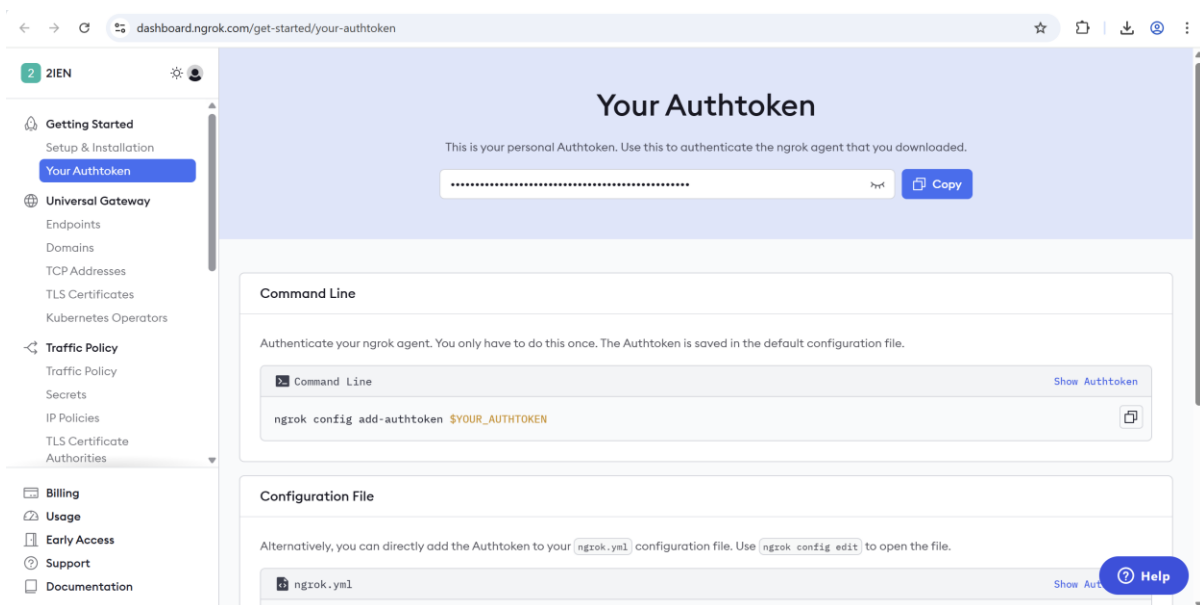 dashboard.ngrok.com/get-started/your-authtoken
2 2IEN
Getting Started
Setup & Installation
Your Authtoken
Universal Gateway
Endpoints
Domains
TCP Addresses
TLS Certificates
Kubernetes Operators
Traffic Policy
Traffic Policy
Secrets
IP Policies
TLS Certificate
Authorities
Billing
Usage
Early Access
Support
Documentation
Your Authtoken
This is your personal Authtoken. Use this to authenticate the ngrok agent that you downloaded.
Copy
Command Line
Authenticate your ngrok agent. You only have to do this once. The Authtoken is saved in the default configuration file.
Command Line Show Authtoken
ngrok config add-authtoken $YOUR_AUTHTOKEN
Configuration File
Alternatively, you can directly add the Authtoken to your ngrok.yml configuration file. Use ngrok config edit to open the file.
ngrok.yml Show Aut
Help